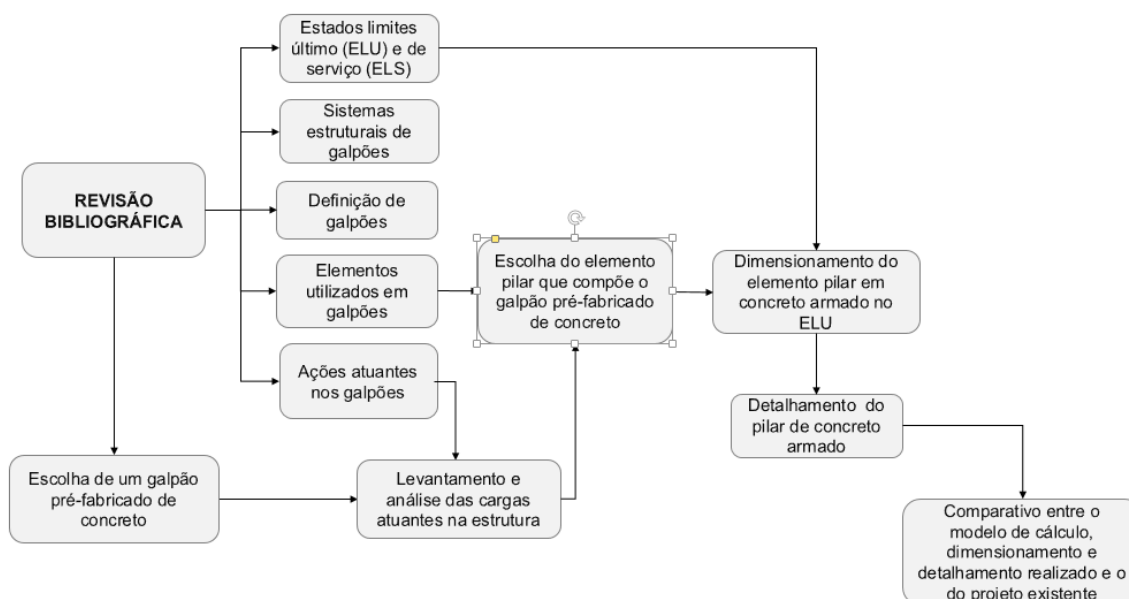 Estados limites
último (ELU) e de
serviço (ELS)
Sistemas
estruturais de
galpões
REVISÃO
BIBLIOGRÁFICA
Definição de
galpões
Elementos
utilizados em
galpões
Escolha do elemento
pilar que compõe o
galpão pré-fabricado
de concreto
Dimensionamento do
elemento pilar em
concreto armado no
ELU
Ações atuantes
nos galpões
Detalhamento do
pilar de concreto
armado
Escolha de um galpão
pré-fabricado de
concreto
Levantamento e
análise das cargas
atuantes na estrutura
Comparativo entre o
modelo de cálculo,
dimensionamento e
detalhamento realizado e o
do projeto existente